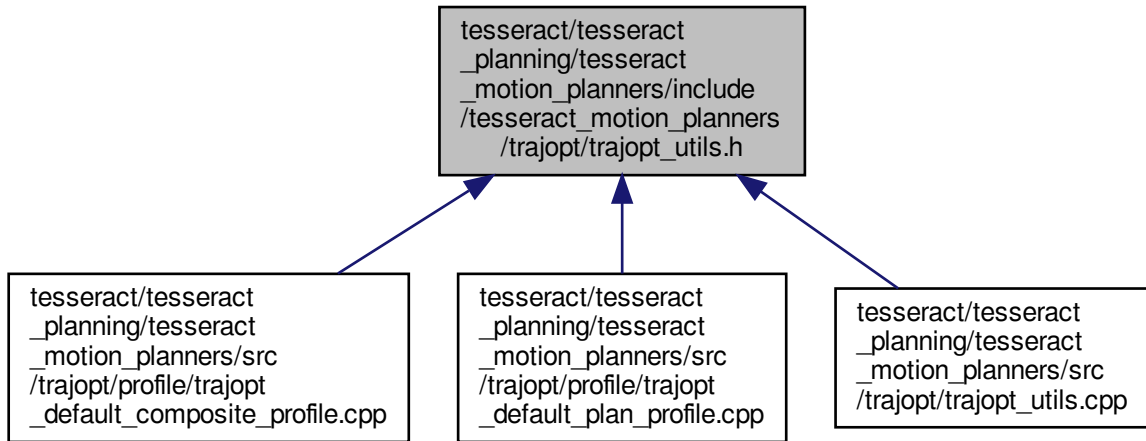 tesseract/tesseract
_planning/tesseract
_motion_planners/include
/tesseract_motion_planners
/trajopt/trajopt_utils.h
tesseract/tesseract
_planning/tesseract
_motion_planners/src
/trajopt/profile/trajopt
_default_composite_profile.cpp
tesseract/tesseract
_planning/tesseract
_motion_planners/src
/trajopt/profile/trajopt
_default_plan_profile.cpp
tesseract/tesseract
_planning/tesseract
_motion_planners/src
/trajopt/trajopt_utils.cpp